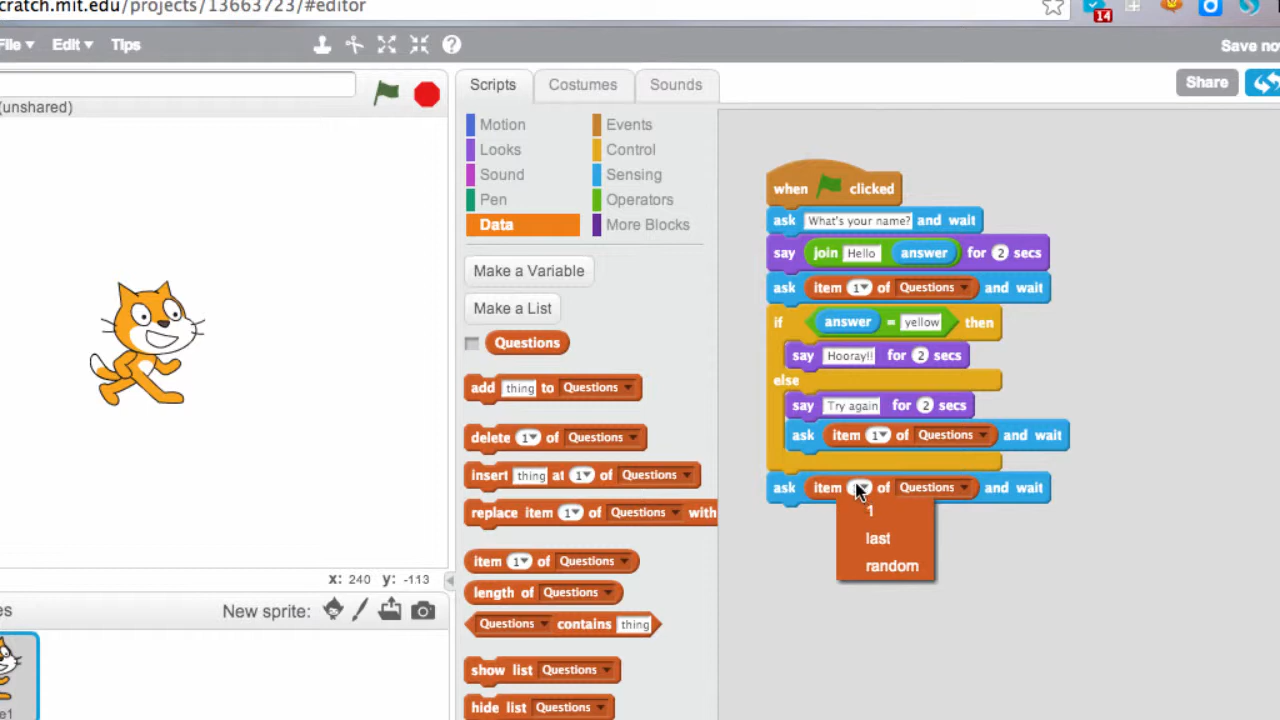 cratch.mit.edu/projects/13663723/#editor
14
File Edit Tips
Save no
(unshared)
Scripts Costumes Sounds
Share
Motion Events
Looks Control
Sound Sensing
Pen Operators
Data More Blocks
Make a Variable
Make a List
Questions
add thing to Questions
delete 1 of Questions
insert thing at 1 of Questions
replace item 1 of Questions with
item 1 of Questions
length of Questions
Questions contains thing
show list Questions
hide list Questions
when clicked
ask What's your name? and wait
say join Hello answer for 2 secs
ask item 1 of Questions and wait
if answer = yellow then
say Hooray!! for 2 secs
else
say Try again for 2 secs
ask item 1 of Questions and wait
ask item of Questions and wait
1
last
random
x: 240 y: -113
es New sprite:
e1